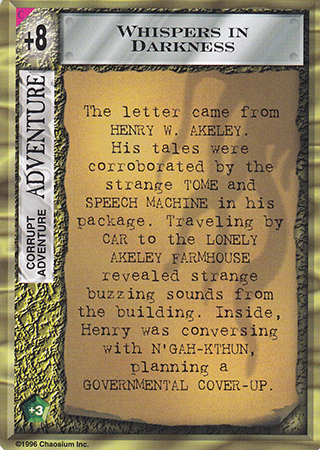 +8
WHISPERS IN
DARKNESS
ADVENTURE
CORRUPT
ADVENTURE
The letter came from
HENRY W. AKELEY.
His tales were
corroborated by the
strange TOME and
SPEECH MACHINE in his
package. Traveling by
CAR to the LONELY
AKELEY FARMHOUSE
revealed strange
buzzing sounds from
the building. Inside,
Henry was conversing
with N'GAH-KTHUN,
planning a
GOVERNMENTAL COVER-UP.
+3
©1996 Chaosium Inc.